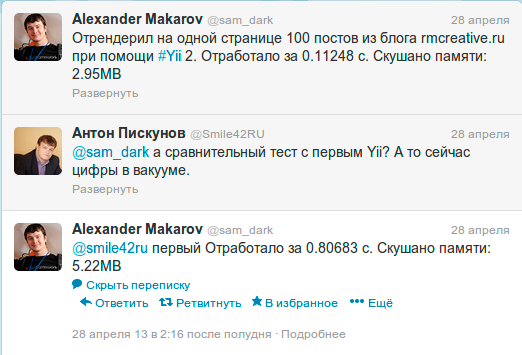 Alexander Makarov @sam_dark 28 апреля
Отрендерил на одной странице 100 постов из блога rmcreative.ru
при помощи #Yii 2. Отработало за 0.11248 с. Скушано памяти:
2.95MB
Развернуть
Антон Пискунов @Smile42RU 28 апреля
@sam_dark а сравнительный тест с первым Yii? А то сейчас
цифры в вакууме.
Развернуть
Alexander Makarov @sam_dark 28 апреля
@smile42ru первый Отработало за 0.80683 с. Скушано памяти:
5.22MB
Скрыть переписку
Ответить Ретвитнуть В избранное Ещё
28 апреля 13 в 2:16 после полудня · Подробнее